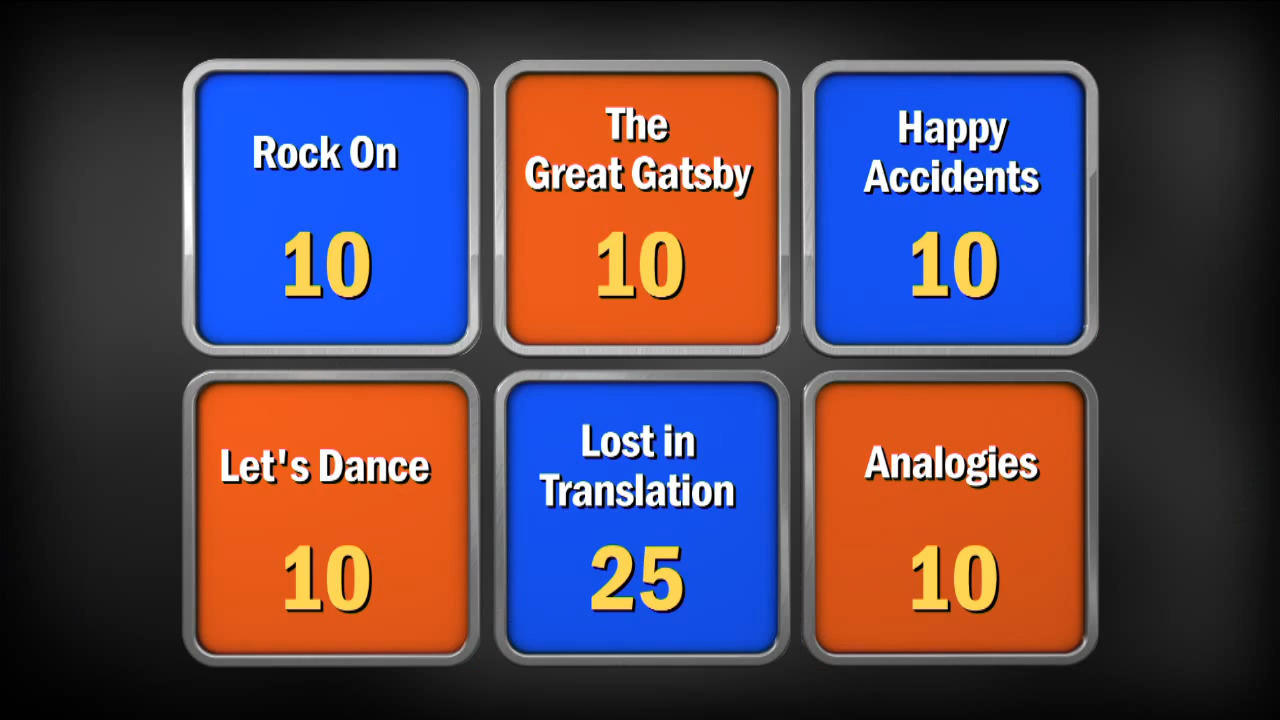 Rock On
10
The
Great Gatsby
10
Happy
Accidents
10
Let's Dance
10
Lost in
Translation
25
Analogies
10